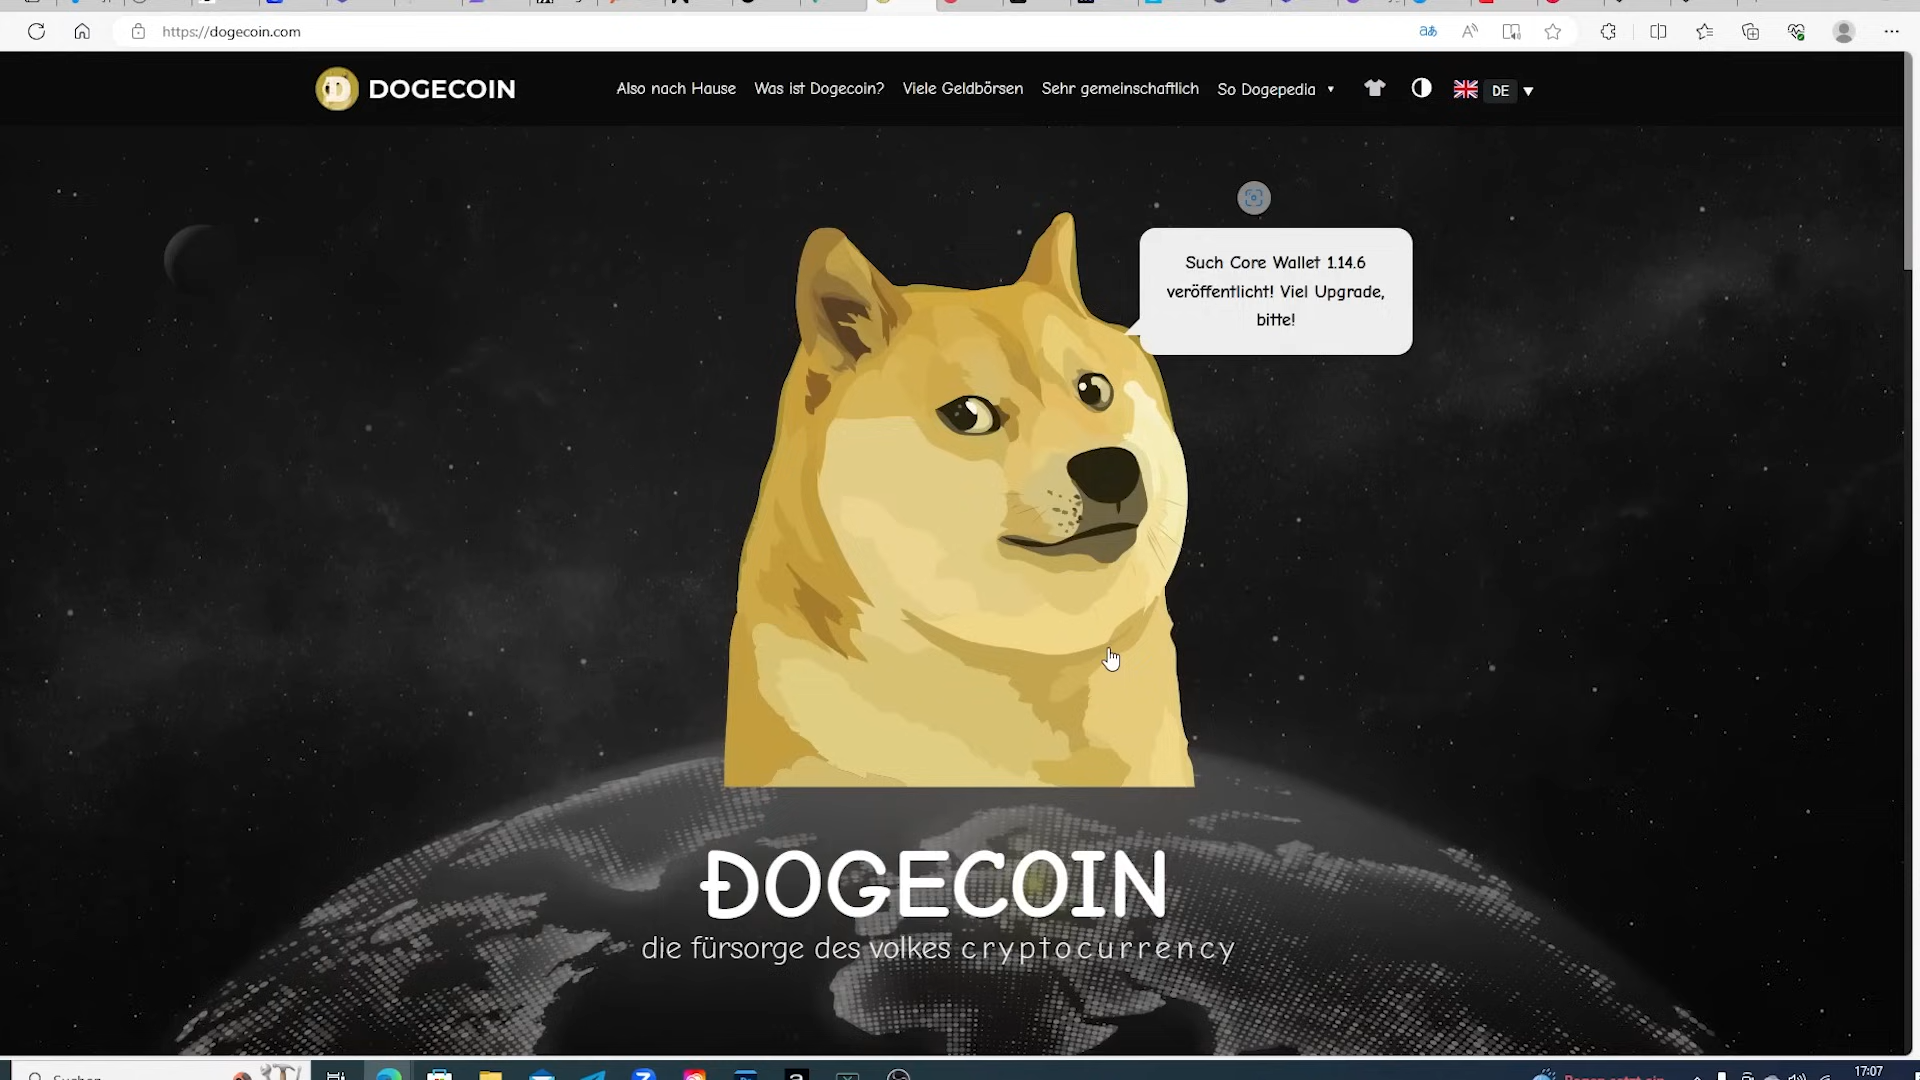 https://dogecoin.com
DOGECOIN
Also nach Hause
Was ist Dogecoin?
Viele Geldbörsen
Sehr gemeinschaftlich
So Dogepedia
DE
Such Core Wallet 1.14.6
veröffentlicht! Viel Upgrade,
bitte!
ÐOGECOIN
die fürsorge des volkes cryptocurrency
17:07